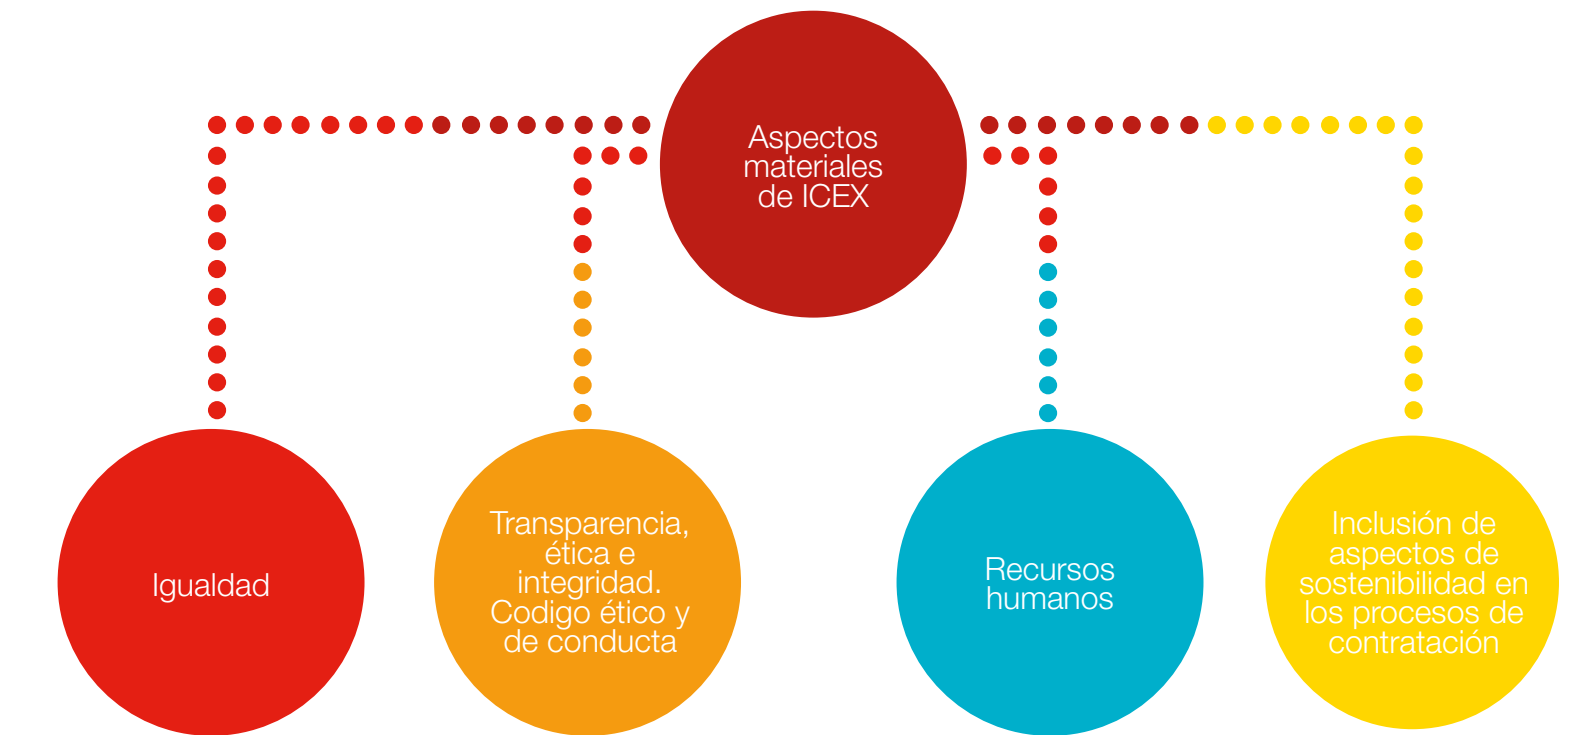 Aspectos
materiales
de ICEX
Igualdad
Transparencia,
ética e
integridad.
Codigo ético y
de conducta
Recursos
humanos
Inclusión de
aspectos de
sostenibilidad en
los procesos de
contratación